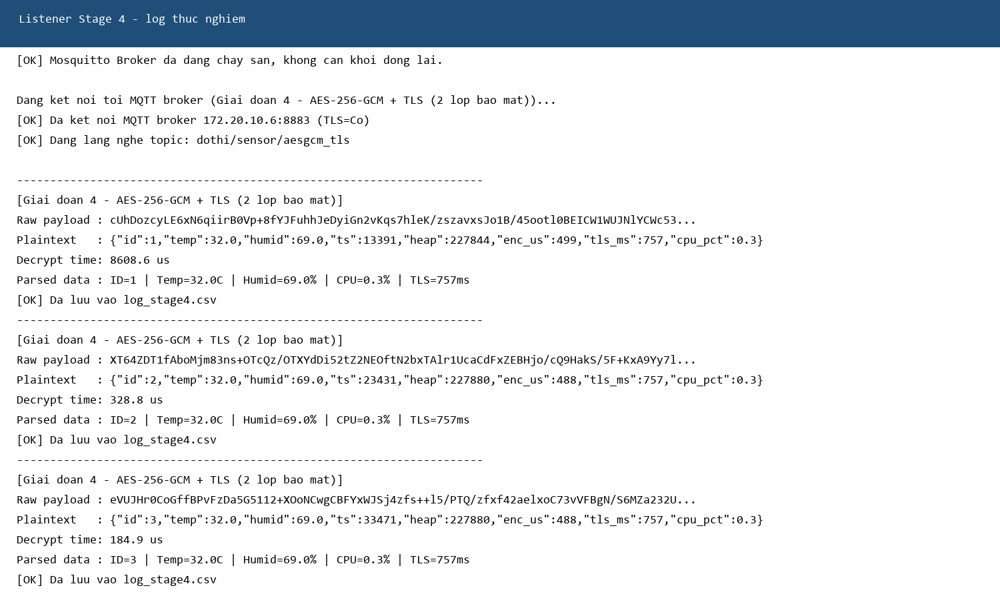 Listener Stage 4 - log thuc nghiem
[OK] Mosquitto Broker da dang chay san, khong can khoi dong lai.
Dang ket noi toi MQTT broker (Giai doan 4 - AES-256-GCM + TLS (2 lop bao mat))...
[OK] Da ket noi MQTT broker 172.20.10.6:8883 (TLS=Co)
[OK] Dang lang nghe topic: dothi/sensor/aesgcm_tls
----------------------------------------------------------------------
[Giai doan 4 - AES-256-GCM + TLS (2 lop bao mat)]
Raw payload : cUhDozcyLE6xN6qiirB0Vp+8fYJFuhhJeDyiGn2vKqs7hleK/zszavxsJo1B/45ootl0BEICW1WUJNlYCWc53...
Plaintext   : {"id":1,"temp":32.0,"humid":69.0,"ts":13391,"heap":227844,"enc_us":499,"tls_ms":757,"cpu_pct":0.3}
Decrypt time: 8608.6 us
Parsed data : ID=1 | Temp=32.0C | Humid=69.0% | CPU=0.3% | TLS=757ms
[OK] Da luu vao log_stage4.csv
----------------------------------------------------------------------
[Giai doan 4 - AES-256-GCM + TLS (2 lop bao mat)]
Raw payload : XT64ZDT1fAboMjm83ns+OTcQz/OTXYdDi52tZ2NEOftN2bxTAlr1UcaCdFxZEBHjo/cQ9HakS/5F+KxA9Yy7l...
Plaintext   : {"id":2,"temp":32.0,"humid":69.0,"ts":23431,"heap":227880,"enc_us":488,"tls_ms":757,"cpu_pct":0.3}
Decrypt time: 328.8 us
Parsed data : ID=2 | Temp=32.0C | Humid=69.0% | CPU=0.3% | TLS=757ms
[OK] Da luu vao log_stage4.csv
----------------------------------------------------------------------
[Giai doan 4 - AES-256-GCM + TLS (2 lop bao mat)]
Raw payload : eVUJHr0CoGffBPvFzDa5G5112+XOoNCwgCBFYxWJSj4zfs++l5/PTQ/zfxf42aelxoC73vVFBgN/S6MZa232U...
Plaintext   : {"id":3,"temp":32.0,"humid":69.0,"ts":33471,"heap":227880,"enc_us":488,"tls_ms":757,"cpu_pct":0.3}
Decrypt time: 184.9 us
Parsed data : ID=3 | Temp=32.0C | Humid=69.0% | CPU=0.3% | TLS=757ms
[OK] Da luu vao log_stage4.csv